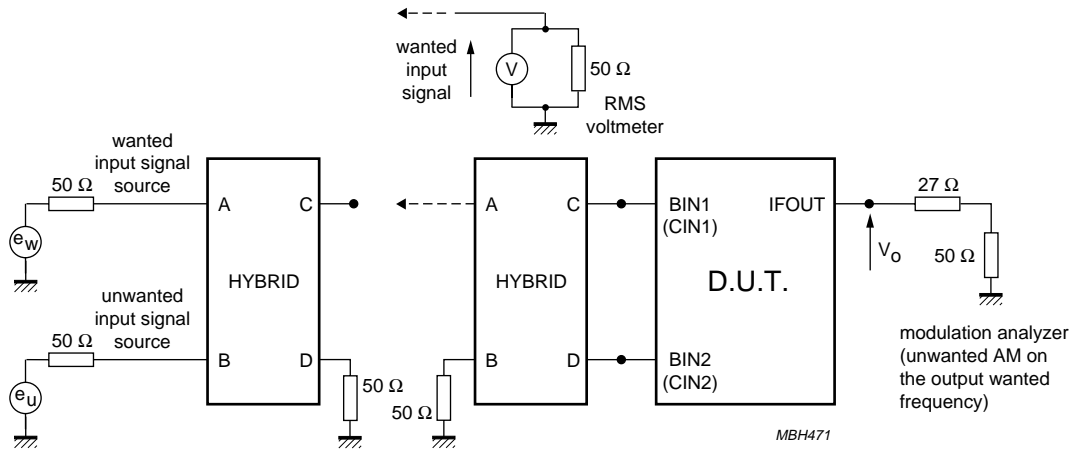 wanted
input
signal
V
50 Ω
RMS
voltmeter
wanted
input signal
source
50 Ω
e w
A
C
HYBRID
B
D
unwanted
input signal
source
50 Ω
e u
50 Ω
A
C
HYBRID
B
D
50 Ω
BIN1
(CIN1)
IFOUT
D.U.T.
BIN2
(CIN2)
27 Ω
Vo
50 Ω
modulation analyzer
(unwanted AM on
the output wanted
frequency)
MBH471